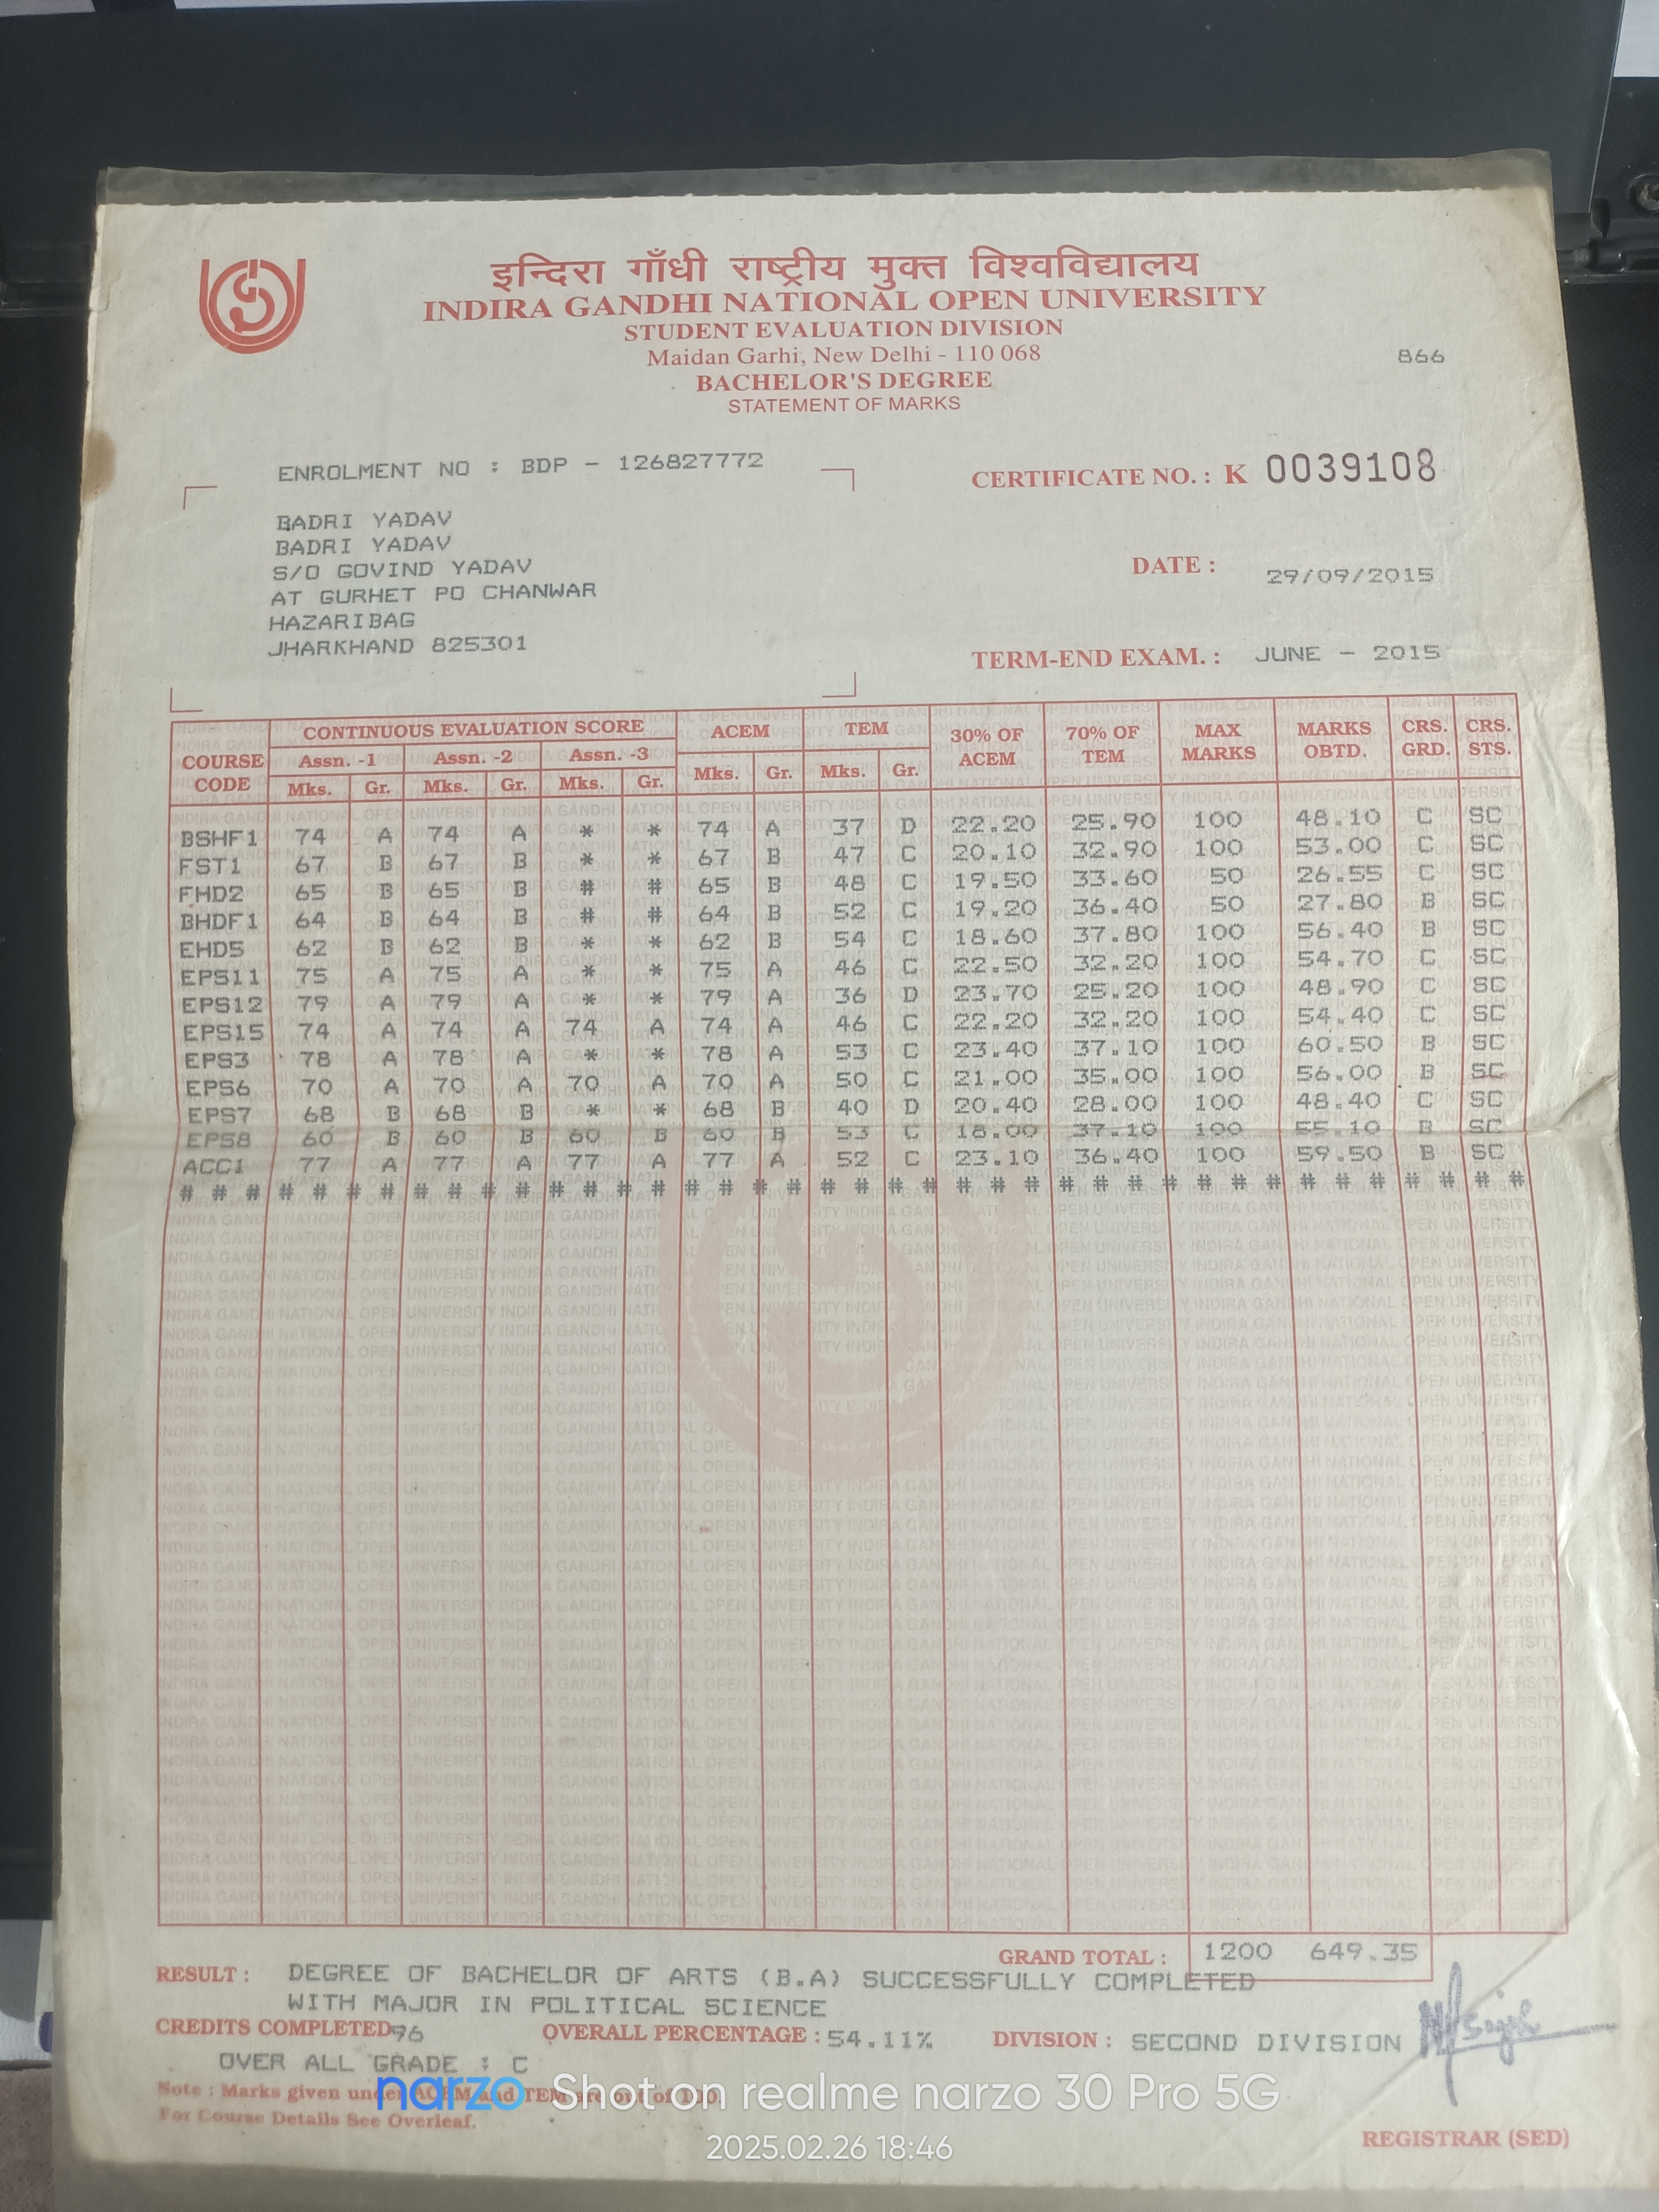 इन्दिरा गाँधी राष्ट्रीय मुक्त विश्वविद्यालय
INDIRA GANDHI NATIONAL OPEN UNIVERSITY
STUDENT EVALUATION DIVISION
Maidan Garhi, New Delhi - 110 068
866
BACHELOR'S DEGREE
STATEMENT OF MARKS
ENROLMENT NO : BDP - 126827772
CERTIFICATE NO. : K 0039108
BADRI YADAV
BADRI YADAV
S/O GOVIND YADAV
AT GURHET PO CHANWAR
HAZARIBAG
JHARKHAND 825301
DATE : 29/09/2015
TERM-END EXAM. : JUNE - 2015
COURSE CODE CONTINUOUS EVALUATION SCORE ACEM TEM 30% OF ACEM 70% OF TEM MAX MARKS MARKS OBTD. CRS. GRD. CRS. STS.
Assn. -1 Assn. -2 Assn. -3
Mks. Gr. Mks. Gr. Mks. Gr. Mks. Gr. Mks. Gr.
BSHF1 74 A 74 A * * 74 A 37 D 22.20 25.90 100 48.10 C SC
FST1 67 B 67 B * * 67 B 47 C 20.10 32.90 100 53.00 C SC
FHD2 65 B 65 B # # 65 B 48 C 19.50 33.60 50 26.55 C SC
BHDF1 64 B 64 B # # 64 B 52 C 19.20 36.40 50 27.80 B SC
EHD5 62 B 62 B * * 62 B 54 C 18.60 37.80 100 56.40 B SC
EPS11 75 A 75 A * * 75 A 46 C 22.50 32.20 100 54.70 C SC
EPS12 79 A 79 A * * 79 A 36 D 23.70 25.20 100 48.90 C SC
EPS15 74 A 74 A 74 A 74 A 46 C 22.20 32.20 100 54.40 C SC
EPS3 78 A 78 A * * 78 A 53 C 23.40 37.10 100 60.50 B SC
EPS6 70 A 70 A 70 A 70 A 50 C 21.00 35.00 100 56.00 B SC
EPS7 68 B 68 B * * 68 B 40 D 20.40 28.00 100 48.40 C SC
EPS8 60 B 60 B 60 B 60 B 53 C 18.00 37.10 100 55.10 B SC
ACC1 77 A 77 A 77 A 77 A 52 C 23.10 36.40 100 59.50 B SC
# # # # # # # # # # # # # # # # # # # # # # # # # # # # # # # # # # # # # # # #
GRAND TOTAL : 1200 649.35
RESULT : DEGREE OF BACHELOR OF ARTS (B.A) SUCCESSFULLY COMPLETED
WITH MAJOR IN POLITICAL SCIENCE
CREDITS COMPLETED 96 OVERALL PERCENTAGE : 54.11% DIVISION : SECOND DIVISION
OVER ALL GRADE : C
Note : Marks given under ACEM and TEM are out of 100.
For Course Details See Overleaf.
REGISTRAR (SED)
narzo Shot on realme narzo 30 Pro 5G
2025.02.26 18:46